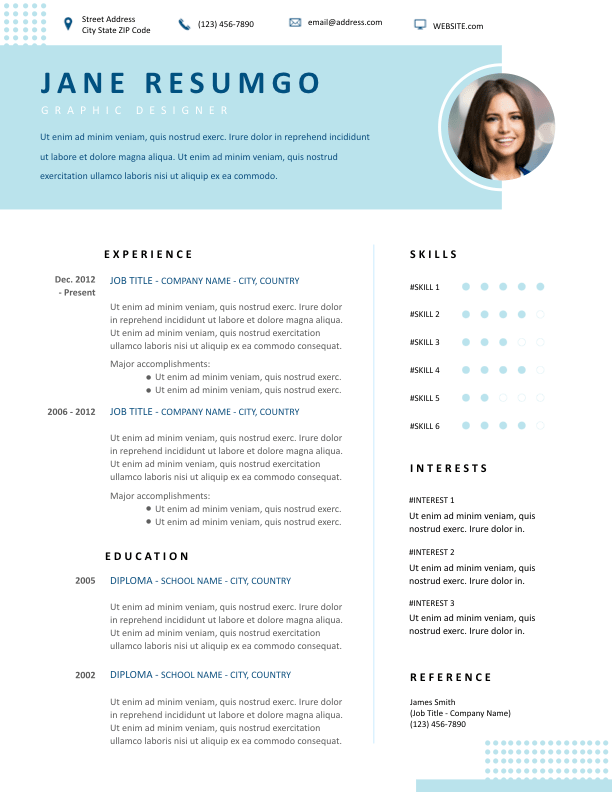 Street Address
City State ZIP Code
(123) 456-7890
email@address.com
WEBSITE.com
JANE RESUMGO
GRAPHIC DESIGNER
Ut enim ad minim veniam, quis nostrud exerc. Irure dolor in reprehend incididunt
ut labore et dolore magna aliqua. Ut enim ad minim veniam, quis nostrud
exercitation ullamco laboris nisi ut aliquip ex ea commodo.
EXPERIENCE
Dec. 2012
- Present
JOB TITLE - COMPANY NAME - CITY, COUNTRY
Ut enim ad minim veniam, quis nostrud exerc. Irure dolor
in reprehend incididunt ut labore et dolore magna aliqua.
Ut enim ad minim veniam, quis nostrud exercitation
ullamco laboris nisi ut aliquip ex ea commodo consequat.
Major accomplishments:
● Ut enim ad minim veniam, quis nostrud exerc.
● Ut enim ad minim veniam, quis nostrud exerc.
2006 - 2012
JOB TITLE - COMPANY NAME - CITY, COUNTRY
Ut enim ad minim veniam, quis nostrud exerc. Irure dolor
in reprehend incididunt ut labore et dolore magna aliqua.
Ut enim ad minim veniam, quis nostrud exercitation
ullamco laboris nisi ut aliquip ex ea commodo consequat.
Major accomplishments:
● Ut enim ad minim veniam, quis nostrud exerc.
● Ut enim ad minim veniam, quis nostrud exerc.
EDUCATION
2005
DIPLOMA - SCHOOL NAME - CITY, COUNTRY
Ut enim ad minim veniam, quis nostrud exerc. Irure dolor
in reprehend incididunt ut labore et dolore magna aliqua.
Ut enim ad minim veniam, quis nostrud exercitation
ullamco laboris nisi ut aliquip ex ea commodo consequat.
2002
DIPLOMA - SCHOOL NAME - CITY, COUNTRY
Ut enim ad minim veniam, quis nostrud exerc. Irure dolor
in reprehend incididunt ut labore et dolore magna aliqua.
Ut enim ad minim veniam, quis nostrud exercitation
ullamco laboris nisi ut aliquip ex ea commodo consequat.
SKILLS
#SKILL 1
#SKILL 2
#SKILL 3
#SKILL 4
#SKILL 5
#SKILL 6
INTERESTS
#INTEREST 1
Ut enim ad minim veniam, quis
nostrud exerc. Irure dolor in.
#INTEREST 2
Ut enim ad minim veniam, quis
nostrud exerc. Irure dolor in.
#INTEREST 3
Ut enim ad minim veniam, quis
nostrud exerc. Irure dolor in.
REFERENCE
James Smith
(Job Title - Company Name)
(123) 456-7890